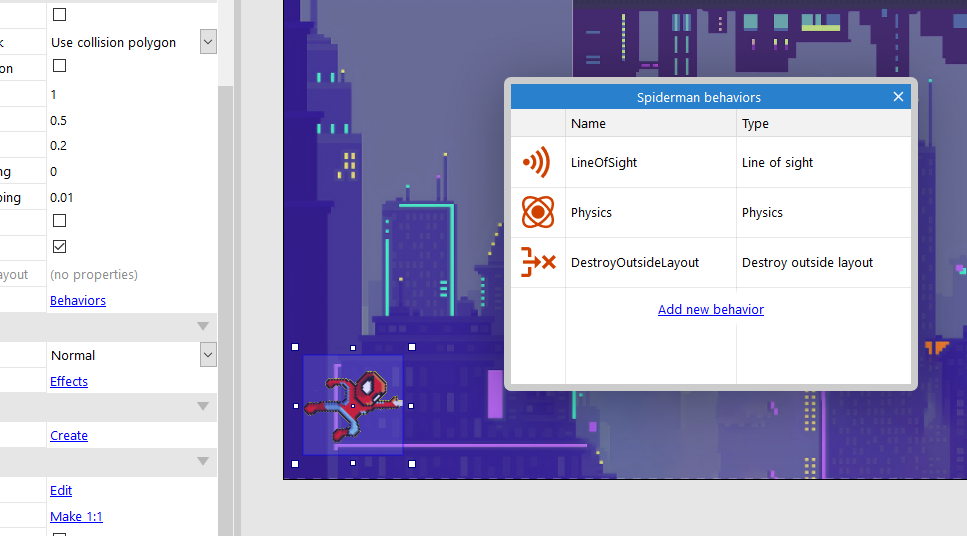 k Use collision polygon
on
1
0.5
0.2
ng 0
ping 0.01
ayout (no properties)
Behaviors
Normal
Effects
Create
Edit
Make 1:1
Spiderman behaviors
Name Type
LineOfSight Line of sight
Physics Physics
DestroyOutsideLayout Destroy outside layout
Add new behavior